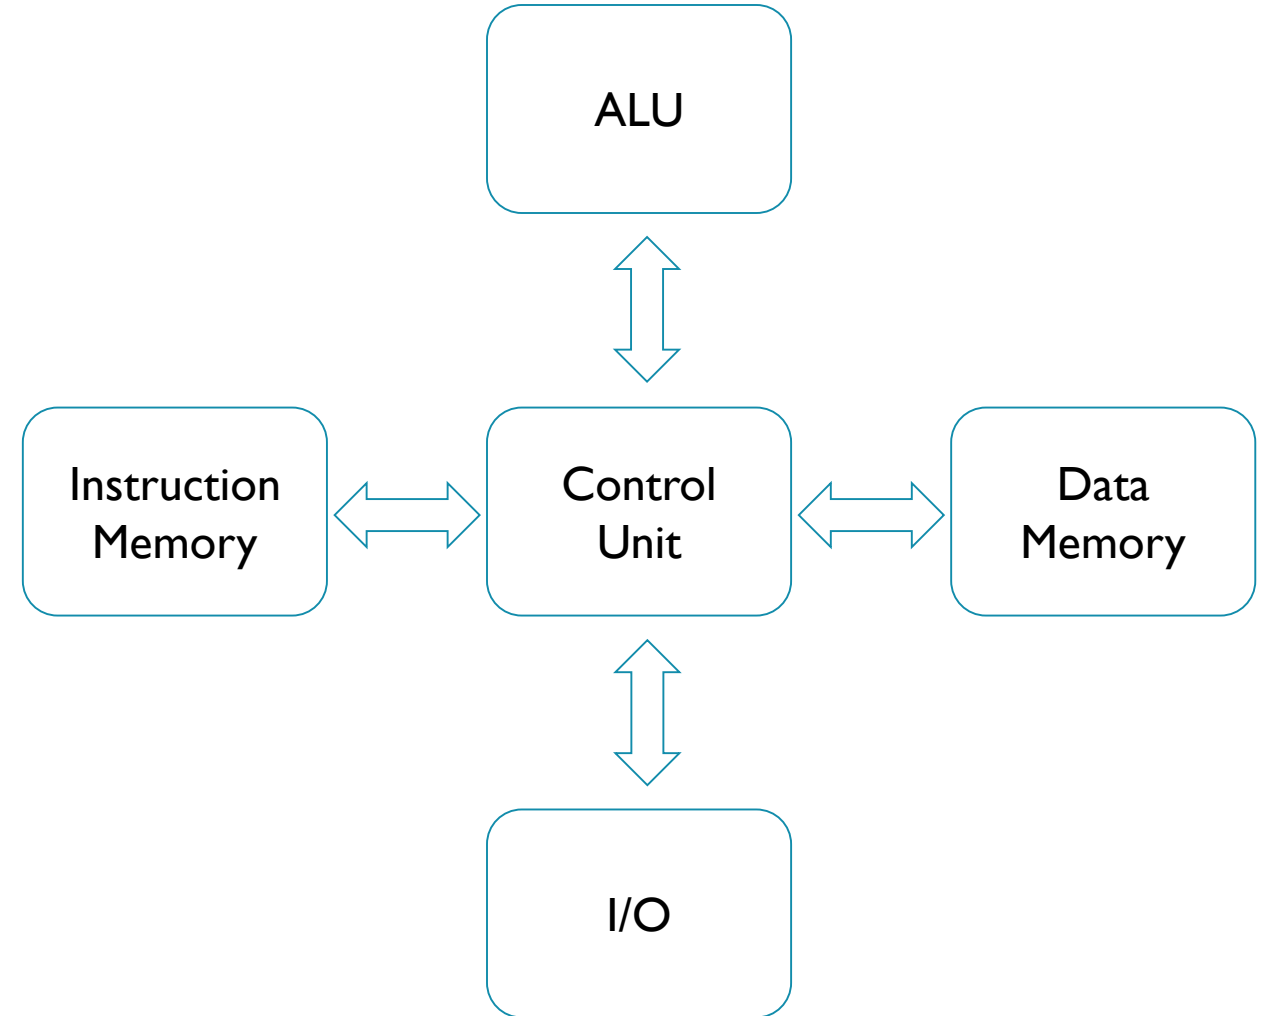 ALU
Instruction
Memory
Control
Unit
Data
Memory
I/O